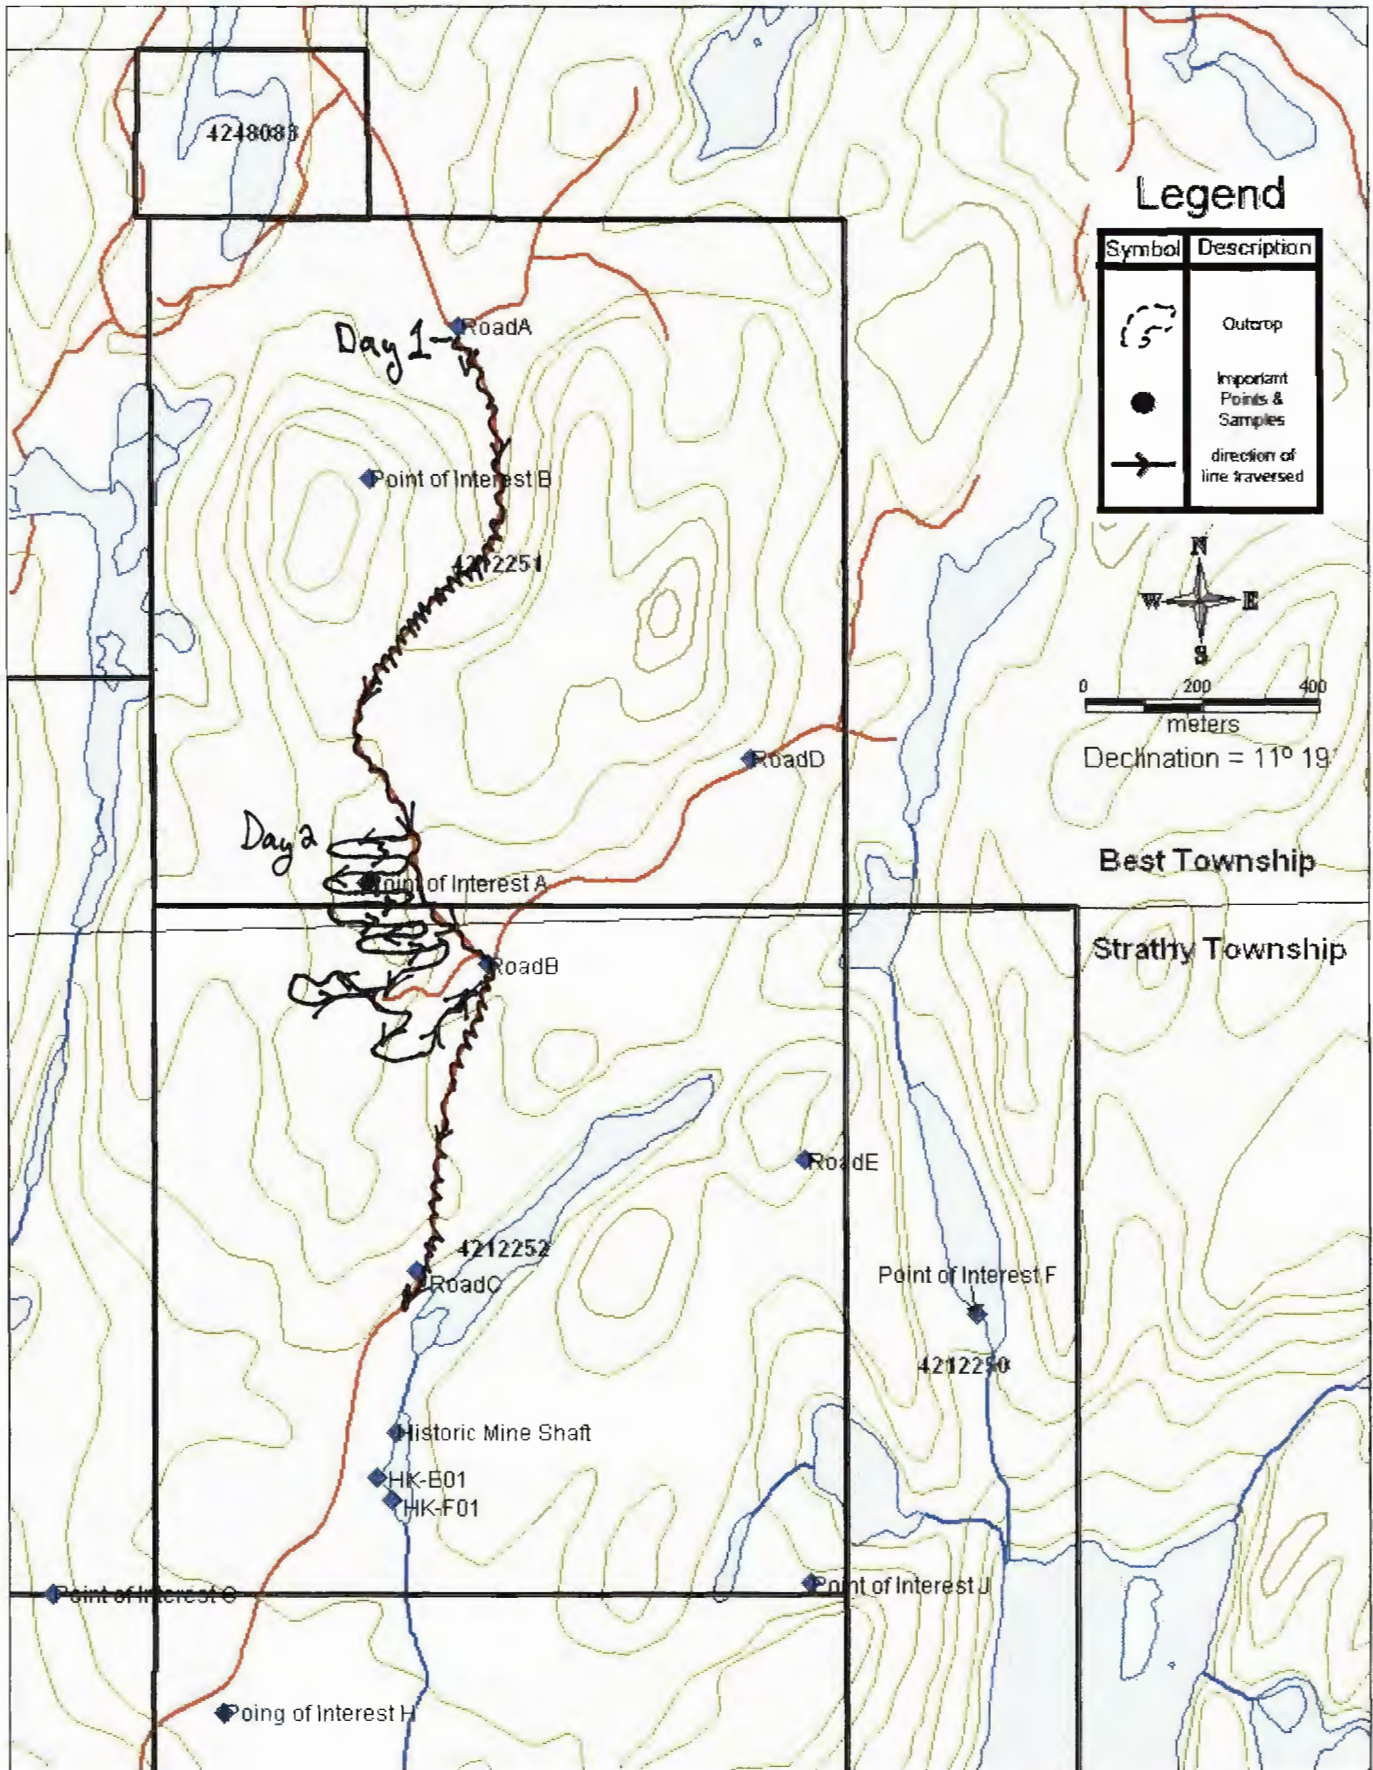 4248083
Legend
Symbol Description
Outcrop
Important
Points &
Samples
direction of
line traversed
RoadA
Day 1
Point of Interest B
4212251
N
W E
S
0 200 400
meters
Declination = 11° 19'
RoadD
Day 2
Point of Interest A
Best Township
Strathy Township
RoadB
RoadE
4212252
RoadC
Point of Interest F
4212250
Historic Mine Shaft
HK-E01
HK-F01
Point of Interest J
Point of Interest
Poing of Interest H